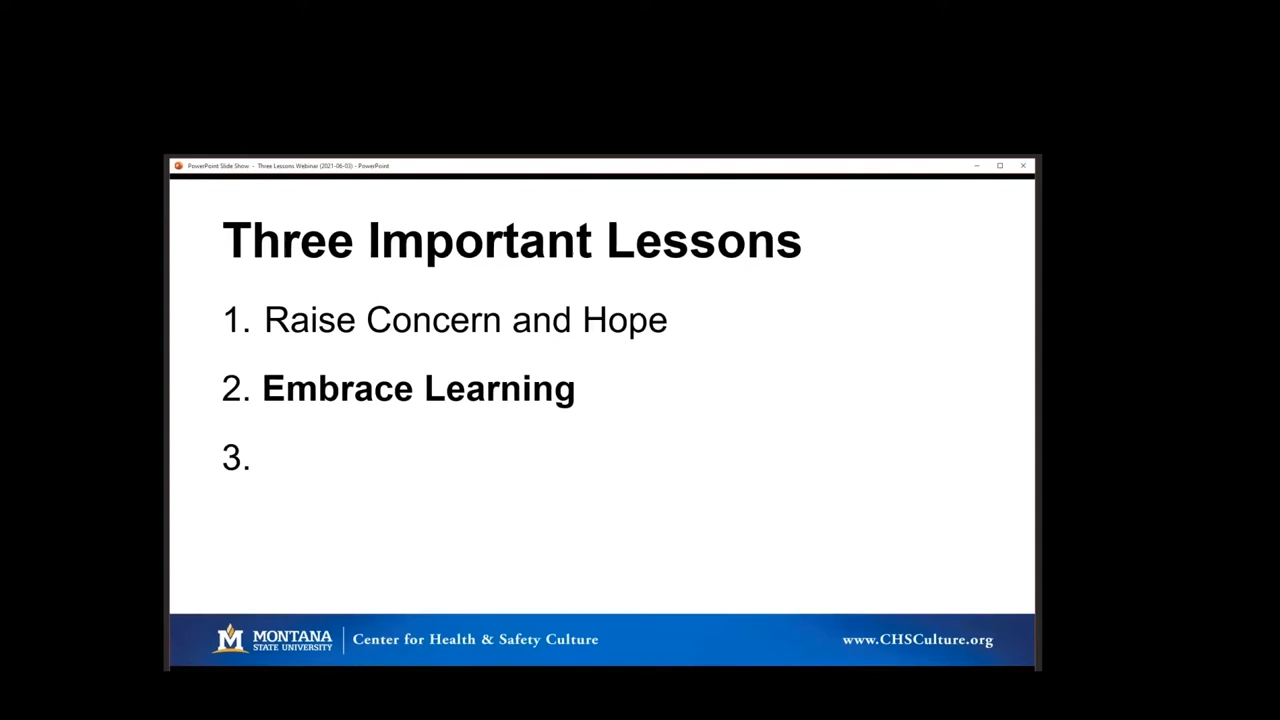 PowerPoint Slide Show - Three Lessons Webinar (2021-06-03) - PowerPoint
Three Important Lessons
1. Raise Concern and Hope
2. Embrace Learning
3.
M MONTANA STATE UNIVERSITY Center for Health & Safety Culture www.CHSCulture.org